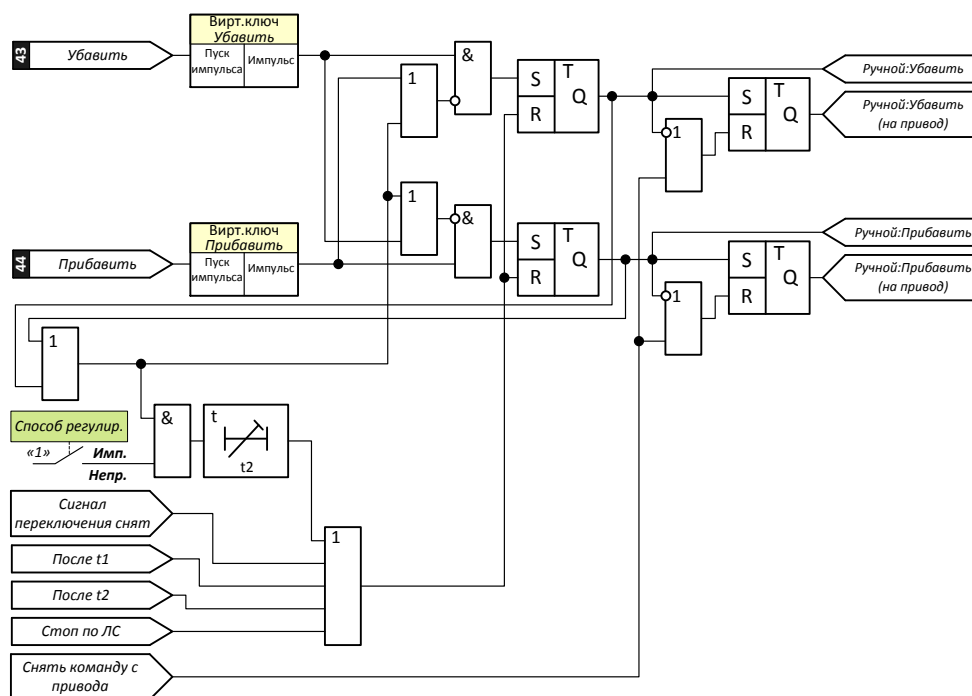 43
Убавить
Вирт.ключ
Убавить
Пуск
импульса
Импульс
&
1
S
T
R
Q
Ручной:Убавить
S
T
R
Q
Ручной:Убавить
(на привод)
1
44
Прибавить
Вирт.ключ
Прибавить
Пуск
импульса
Импульс
1
&
S
T
R
Q
Ручной:Прибавить
S
T
R
Q
Ручной:Прибавить
(на привод)
1
1
Способ регулир.
«1»
Имп.
Непр.
&
t
t2
Сигнал
переключения снят
После t1
После t2
Стоп по ЛС
1
Снять команду с
привода